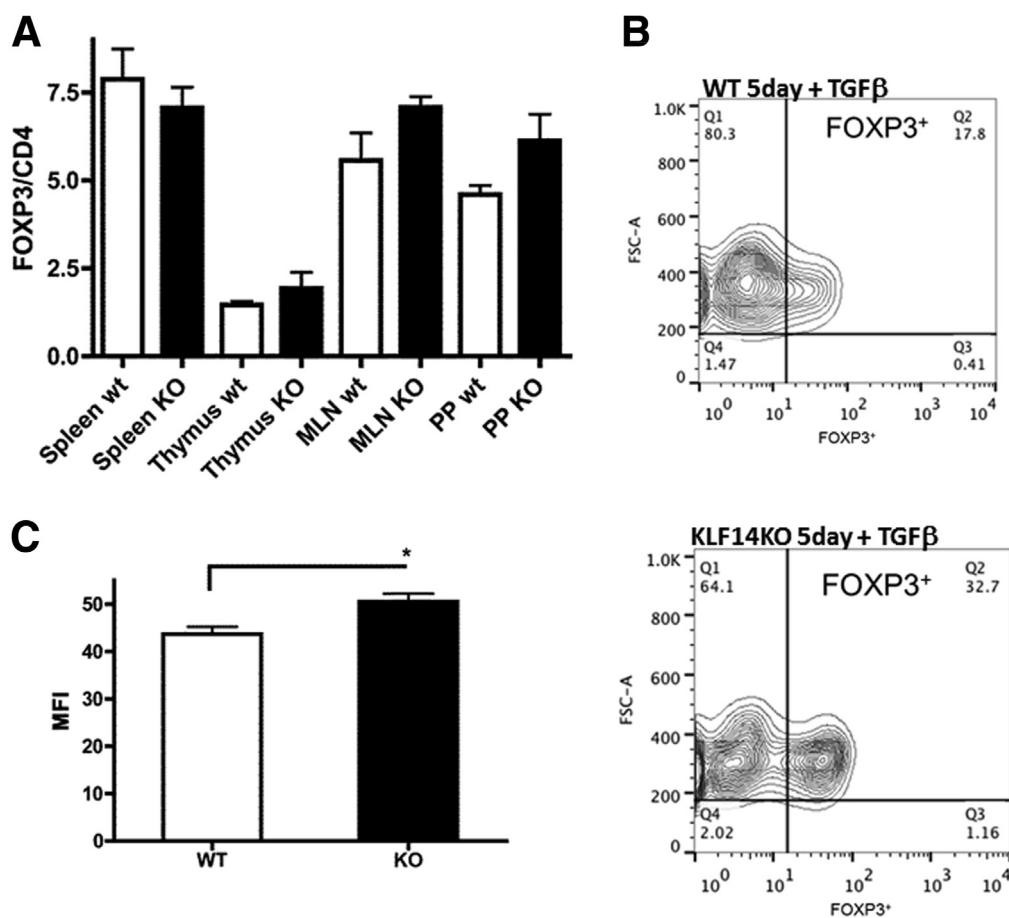 A
FOXP3/CD4
7.5
5.0
2.5
0.0
Spleen wt
Spleen KO
Thymus wt
Thymus KO
MLN wt
MLN KO
PP wt
PP KO
B
WT 5day + TGFβ
FSC-A
1.0K
800
600
400
200
0
Q1
80.3
FOXP3+
Q2
17.8
Q4
1.47
Q3
0.41
10^0
10^1
10^2
10^3
10^4
FOXP3+
C
MFI
50
40
30
20
10
0
*
WT
KO
KLF14KO 5day + TGFβ
FSC-A
1.0K
800
600
400
200
0
Q1
64.1
FOXP3+
Q2
32.7
Q4
2.02
Q3
1.16
10^0
10^1
10^2
10^3
10^4
FOXP3+